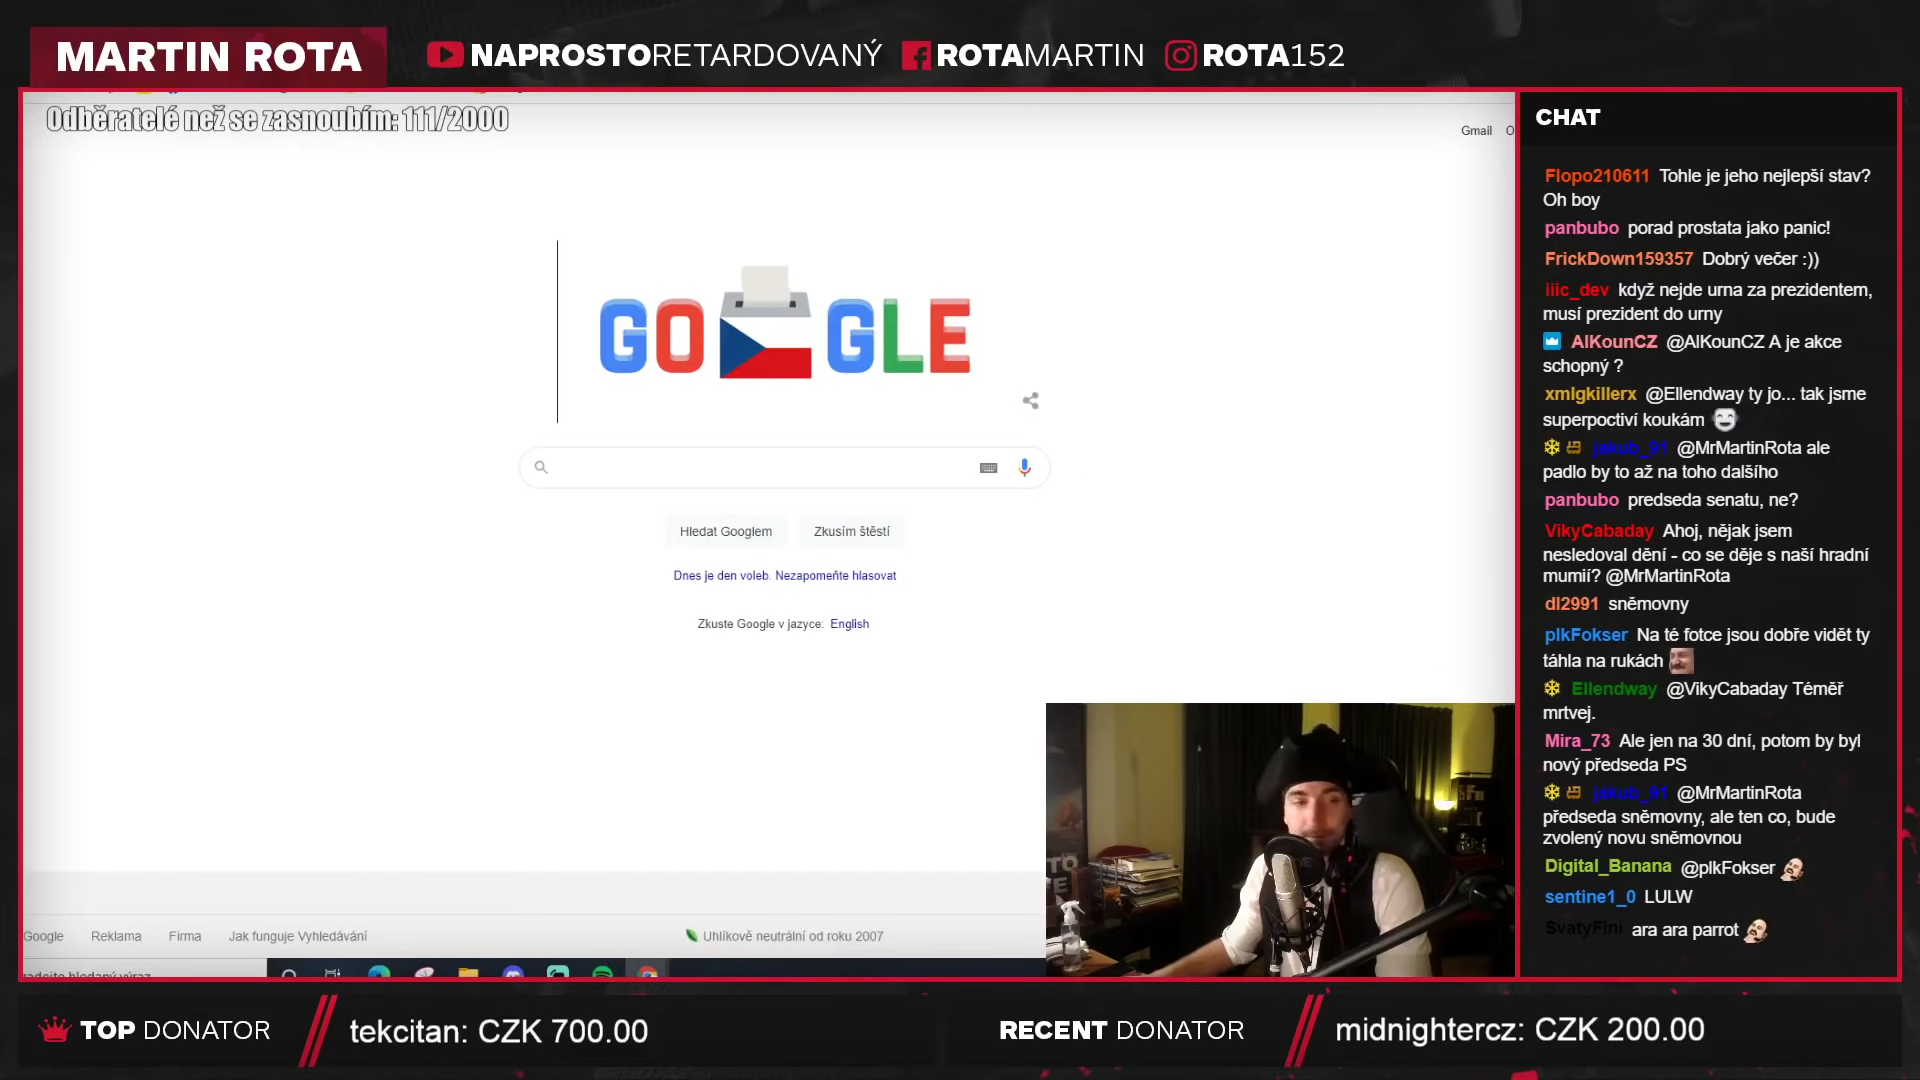 MARTIN ROTA
NAPROSTORETARDOVANÝ
ROTAMARTIN
ROTA152
Odběratelé než se zasnoubím: 111/2000
Gmail O
GO GLE
Hledat Googlem
Zkusím štěstí
Dnes je den voleb. Nezapomeňte hlasovat
Zkuste Google v jazyce: English
Google
Reklama
Firma
Jak funguje Vyhledávání
Uhlíkově neutrální od roku 2007
zadejte hledaný výraz
CHAT
Flopo210611 Tohle je jeho nejlepší stav?
Oh boy
panbubo porad prostata jako panic!
FrickDown159357 Dobrý večer :))
iiic_dev když nejde urna za prezidentem,
musí prezident do urny
AlKounCZ @AlKounCZ A je akce
schopný ?
xmlgkillerx @Ellendway ty jo... tak jsme
superpoctiví koukám
jakub_91 @MrMartinRota ale
padlo by to až na toho dalšího
panbubo predseda senatu, ne?
VikyCabaday Ahoj, nějak jsem
nesledoval dění - co se děje s naší hradní
mumií? @MrMartinRota
dl2991 sněmovny
plkFokser Na té fotce jsou dobře vidět ty
táhla na rukách
Ellendway @VikyCabaday Téměř
mrtvej.
Mira_73 Ale jen na 30 dní, potom by byl
nový předseda PS
jakub_91 @MrMartinRota
předseda sněmovny, ale ten co, bude
zvolený novu sněmovnou
Digital_Banana @plkFokser
sentine1_0 LULW
SvatyFini ara ara parrot
TOP DONATOR
tekcitan: CZK 700.00
RECENT DONATOR
midnightercz: CZK 200.00